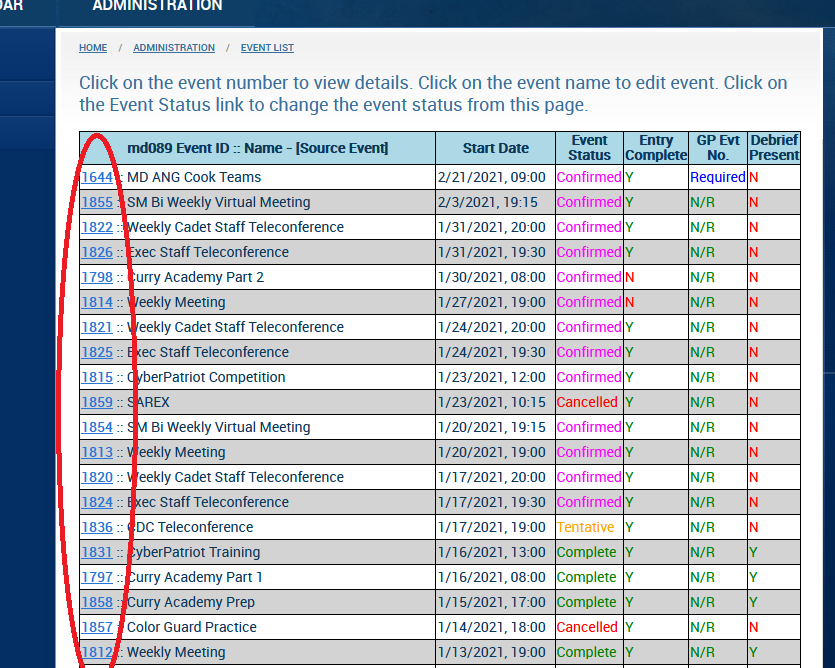 DAR ADMINISTRATION
HOME / ADMINISTRATION / EVENT LIST
Click on the event number to view details. Click on the event name to edit event. Click on
the Event Status link to change the event status from this page.
md089 Event ID :: Name - [Source Event] Start Date Event Status Entry Complete GP Evt No. Debrief Present
1644 :: MD ANG Cook Teams 2/21/2021, 09:00 Confirmed Y Required N
1855 :: SM Bi Weekly Virtual Meeting 2/3/2021, 19:15 Confirmed Y N/R N
1822 :: Weekly Cadet Staff Teleconference 1/31/2021, 20:00 Confirmed Y N/R N
1826 :: Exec Staff Teleconference 1/31/2021, 19:30 Confirmed Y N/R N
1798 :: Curry Academy Part 2 1/30/2021, 08:00 Confirmed N N/R N
1814 :: Weekly Meeting 1/27/2021, 19:00 Confirmed N N/R N
1821 :: Weekly Cadet Staff Teleconference 1/24/2021, 20:00 Confirmed Y N/R N
1825 :: Exec Staff Teleconference 1/24/2021, 19:30 Confirmed Y N/R N
1815 :: CyberPatriot Competition 1/23/2021, 12:00 Confirmed Y N/R N
1859 :: SAREX 1/23/2021, 10:15 Cancelled Y N/R N
1854 :: SM Bi Weekly Virtual Meeting 1/20/2021, 19:15 Confirmed Y N/R N
1813 :: Weekly Meeting 1/20/2021, 19:00 Confirmed Y N/R N
1820 :: Weekly Cadet Staff Teleconference 1/17/2021, 20:00 Confirmed Y N/R N
1824 :: Exec Staff Teleconference 1/17/2021, 19:30 Confirmed Y N/R N
1836 :: CDC Teleconference 1/17/2021, 19:00 Tentative Y N/R N
1831 :: CyberPatriot Training 1/16/2021, 13:00 Complete Y N/R Y
1797 :: Curry Academy Part 1 1/16/2021, 08:00 Complete Y N/R Y
1858 :: Curry Academy Prep 1/15/2021, 17:00 Complete Y N/R Y
1857 :: Color Guard Practice 1/14/2021, 18:00 Cancelled Y N/R N
1812 :: Weekly Meeting 1/13/2021, 19:00 Complete Y N/R Y